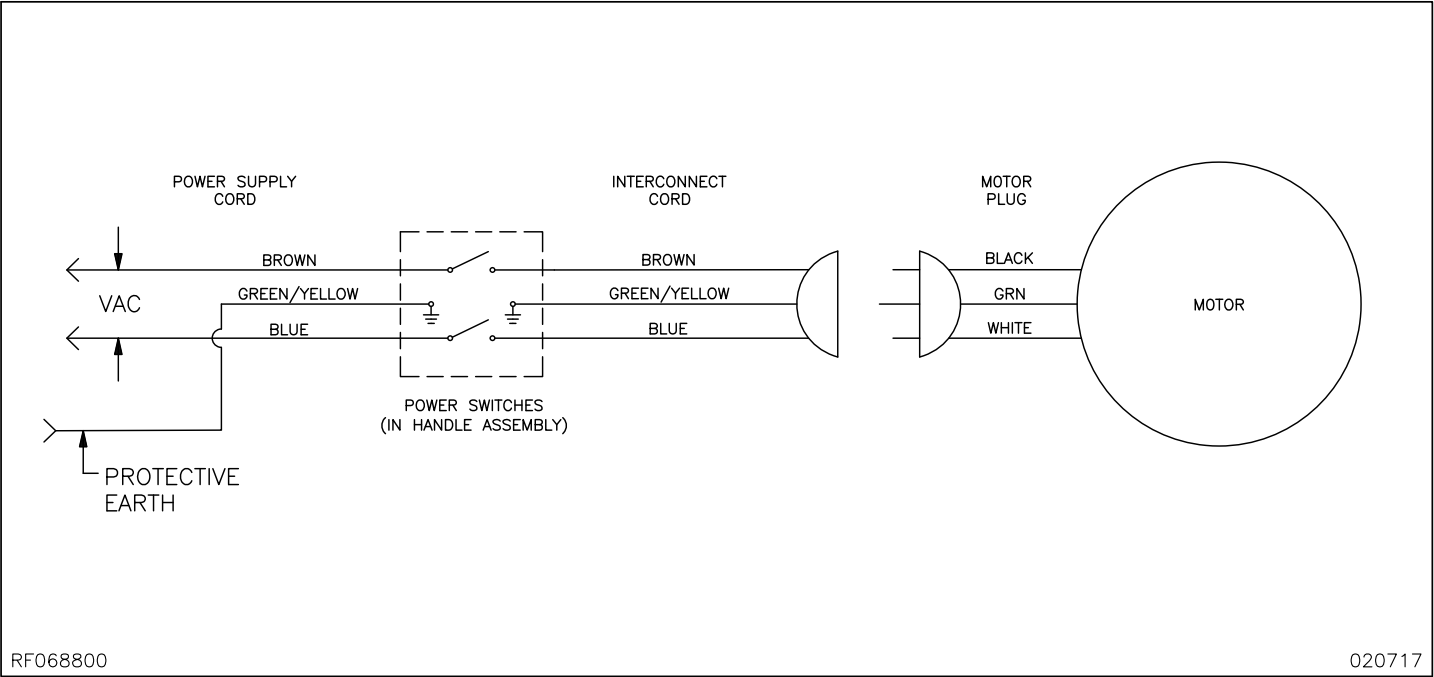 POWER SUPPLY
CORD
INTERCONNECT
CORD
MOTOR
PLUG
BROWN
BROWN
BLACK
VAC
GREEN/YELLOW
GREEN/YELLOW
GRN
MOTOR
BLUE
BLUE
WHITE
POWER SWITCHES
(IN HANDLE ASSEMBLY)
PROTECTIVE
EARTH
RF068800
020717